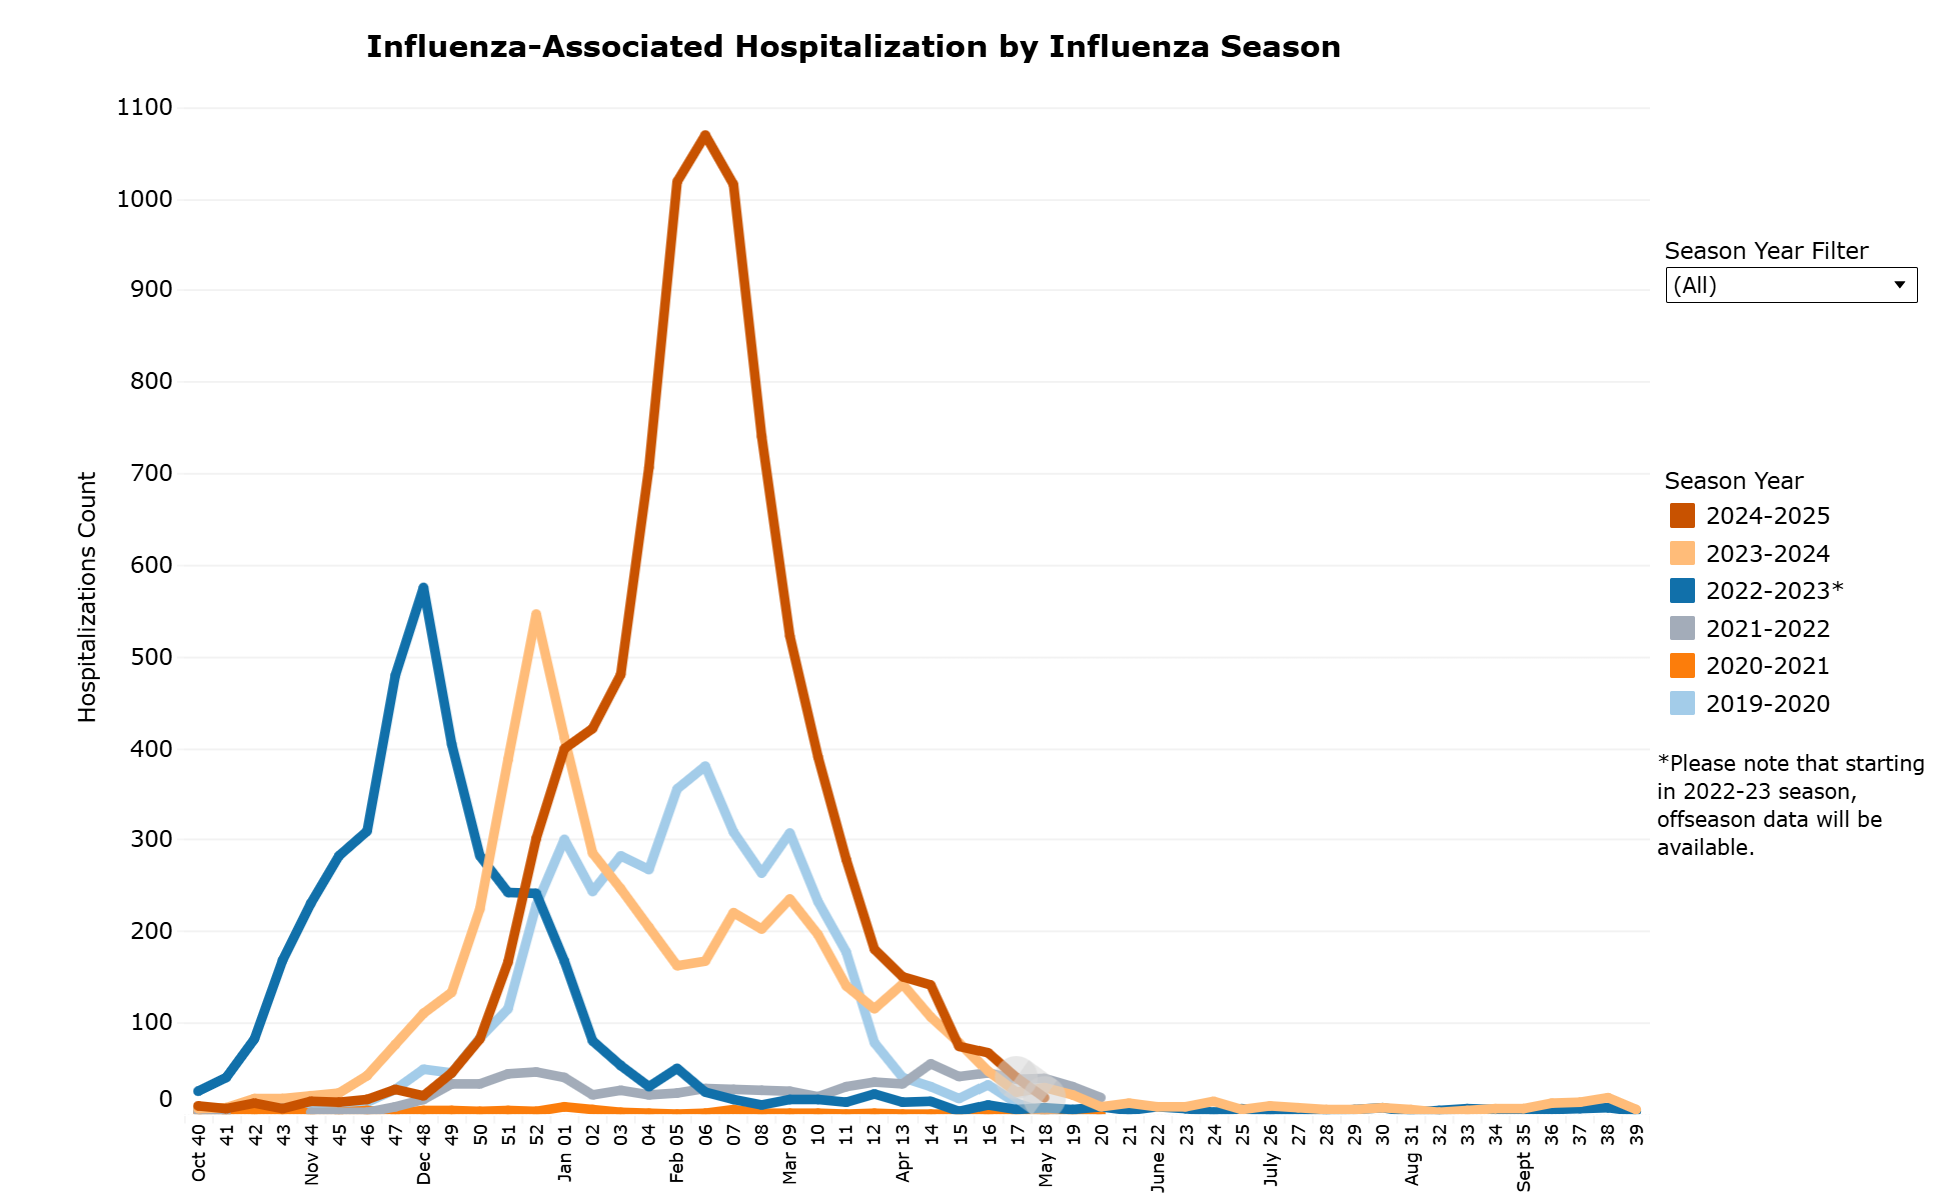 Influenza-Associated Hospitalization by Influenza Season
1100
1000
900
800
700
600
500
400
300
200
100
0
Hospitalizations Count
Oct 40
41
42
43
Nov 44
45
46
47
Dec 48
49
50
51
52
Jan 01
02
03
04
Feb 05
06
07
08
Mar 09
10
11
12
Apr 13
14
15
16
17
May 18
19
20
21
June 22
23
24
25
July 26
27
28
29
30
Aug 31
32
33
34
Sept 35
36
37
38
39
Season Year Filter
(All)
Season Year
2024-2025
2023-2024
2022-2023*
2021-2022
2020-2021
2019-2020
*Please note that starting
in 2022-23 season,
offseason data will be
available.